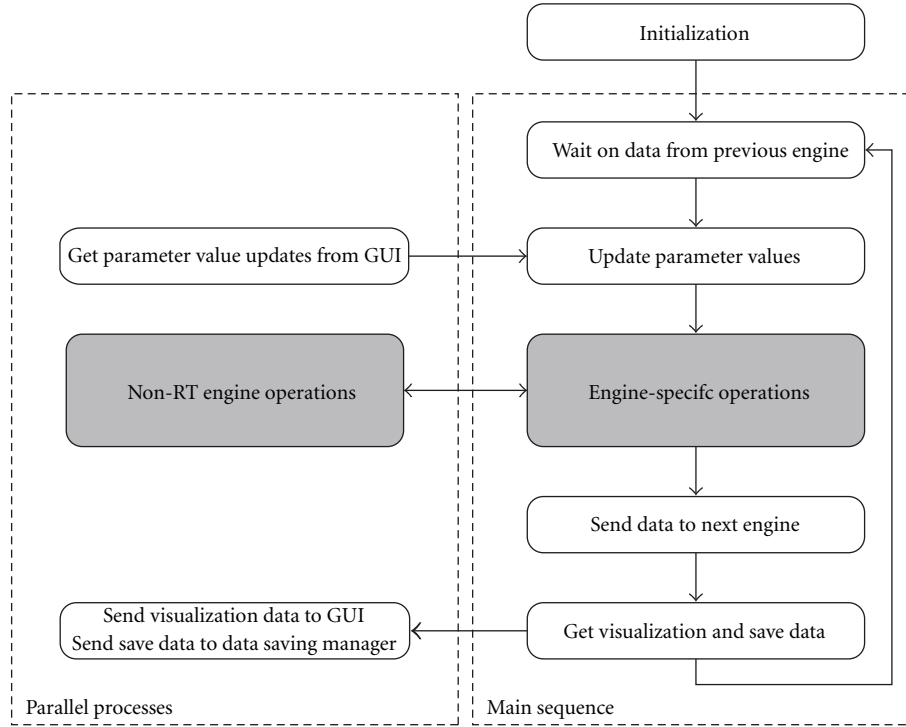 Initialization
Wait on data from previous engine
Get parameter value updates from GUI
Update parameter values
Non-RT engine operations
Engine-specifc operations
Send data to next engine
Send visualization data to GUI
Send save data to data saving manager
Get visualization and save data
Parallel processes
Main sequence